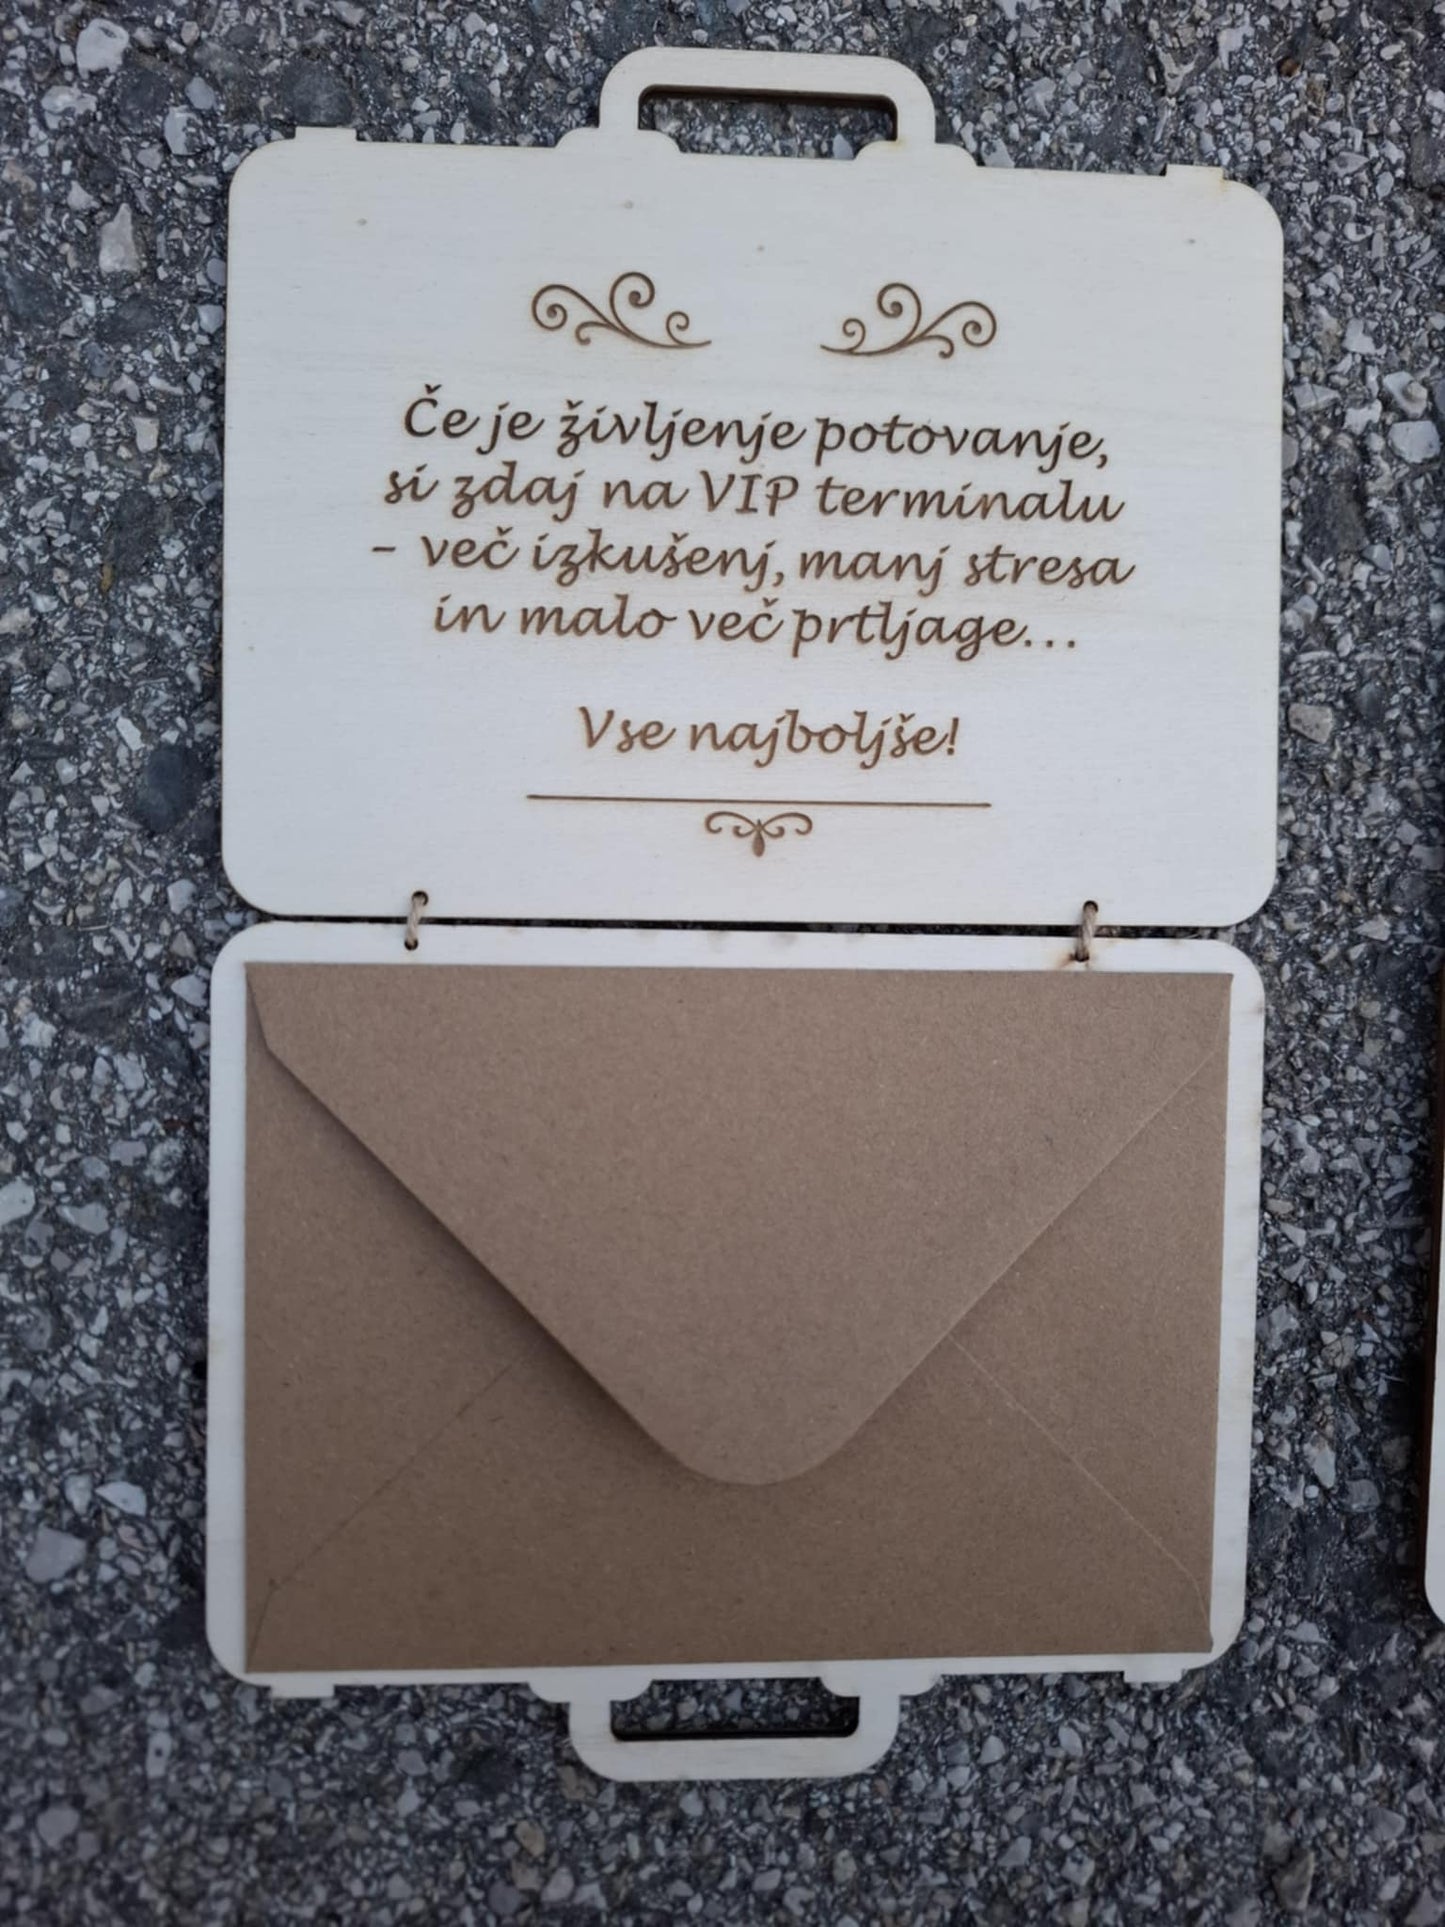 Če je življenje potovanje,
si zdaj na VIP terminalu
– več izkušenj, manj stresa
in malo več prtljage...
Vse najboljše!